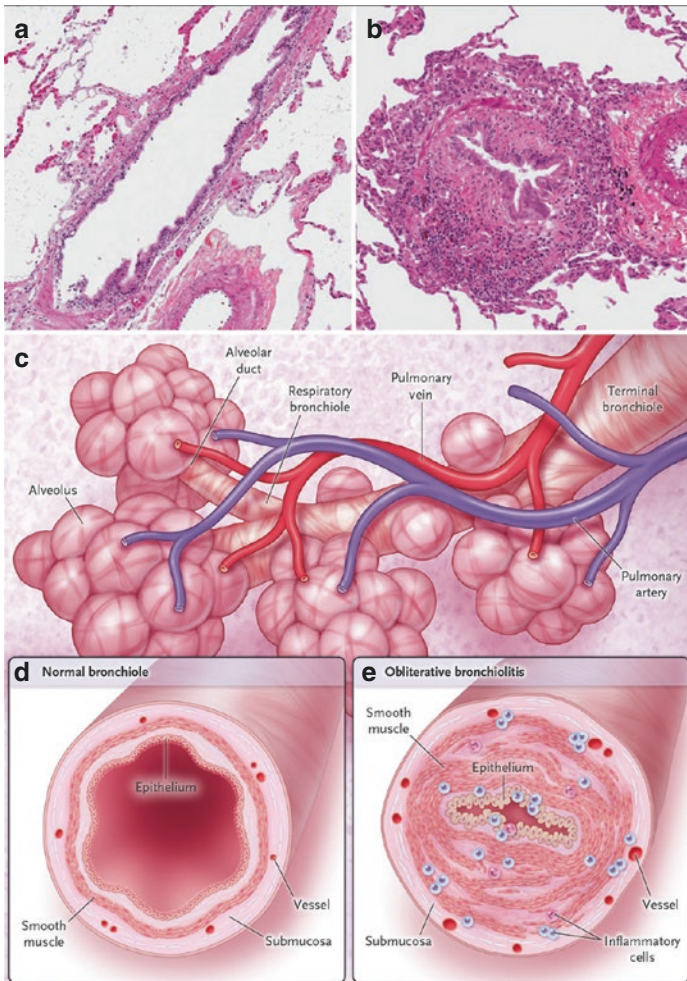 a
b
c
Alveolar
duct
Respiratory
bronchiole
Pulmonary
vein
Terminal
bronchiole
Alveolus
Pulmonary
artery
d Normal bronchiole
Epithelium
Vessel
Smooth
muscle
Submucosa
e Obliterative bronchiolitis
Smooth
muscle
Epithelium
Vessel
Submucosa
Inflammatory
cells